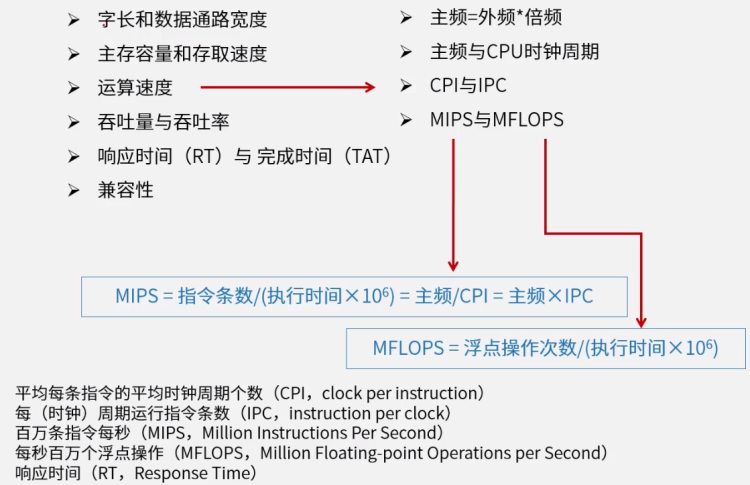 ➢ 字长和数据通路宽度
➢ 主存容量和存取速度
➢ 运算速度
➢ 吞吐量与吞吐率
➢ 响应时间（RT）与 完成时间（TAT）
➢ 兼容性
➢ 主频=外频*倍频
➢ 主频与CPU时钟周期
➢ CPI与IPC
➢ MIPS与MFLOPS
MIPS = 指令条数/(执行时间×10⁶) = 主频/CPI = 主频×IPC
MFLOPS = 浮点操作次数/(执行时间×10⁶)
平均每条指令的平均时钟周期个数（CPI，clock per instruction）
每（时钟）周期运行指令条数（IPC，instruction per clock）
百万条指令每秒（MIPS，Million Instructions Per Second）
每秒百万个浮点操作（MFLOPS，Million Floating-point Operations per Second）
响应时间（RT，Response Time）